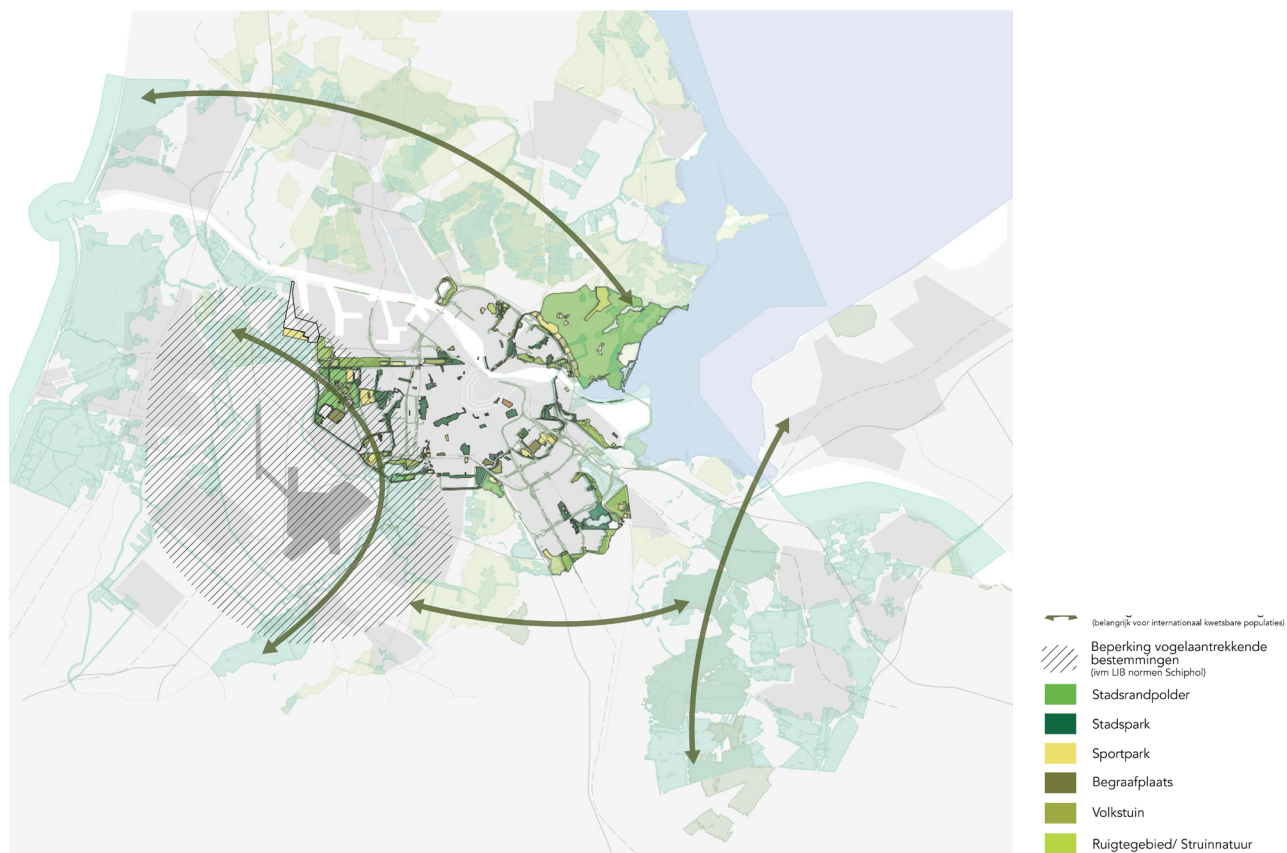 (belangrijk voor internationaal kwetsbare populaties)
Beperking vogelaantrekkende
bestemmingen
(ivm LIB normen Schiphol)
Stadsrandpolder
Stadspark
Sportpark
Begraafplaats
Volkstuin
Ruigtegebied/ Struinnatuur